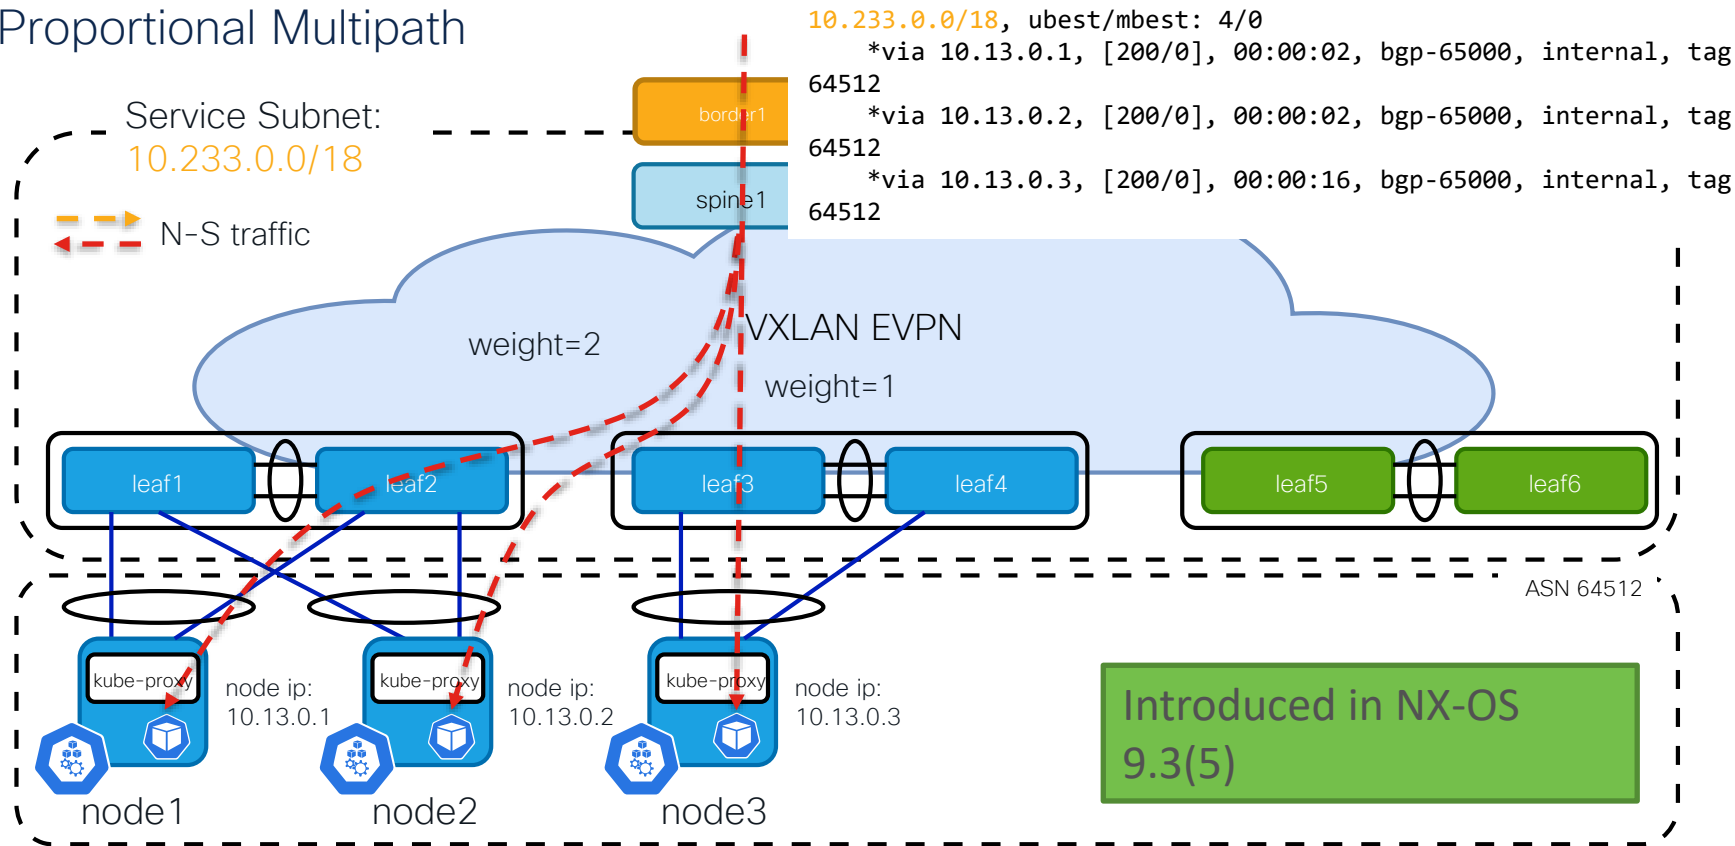 Proportional Multipath
10.233.0.0/18, ubest/mbest: 4/0
*via 10.13.0.1, [200/0], 00:00:02, bgp-65000, internal, tag
64512
*via 10.13.0.2, [200/0], 00:00:02, bgp-65000, internal, tag
64512
*via 10.13.0.3, [200/0], 00:00:16, bgp-65000, internal, tag
64512
Service Subnet:
10.233.0.0/18
border1
spine1
N-S traffic
VXLAN EVPN
weight=2
weight=1
leaf1
leaf2
leaf3
leaf4
leaf5
leaf6
ASN 64512
kube-proxy
node ip:
10.13.0.1
kube-proxy
node ip:
10.13.0.2
kube-proxy
node ip:
10.13.0.3
Introduced in NX-OS
9.3(5)
node1
node2
node3